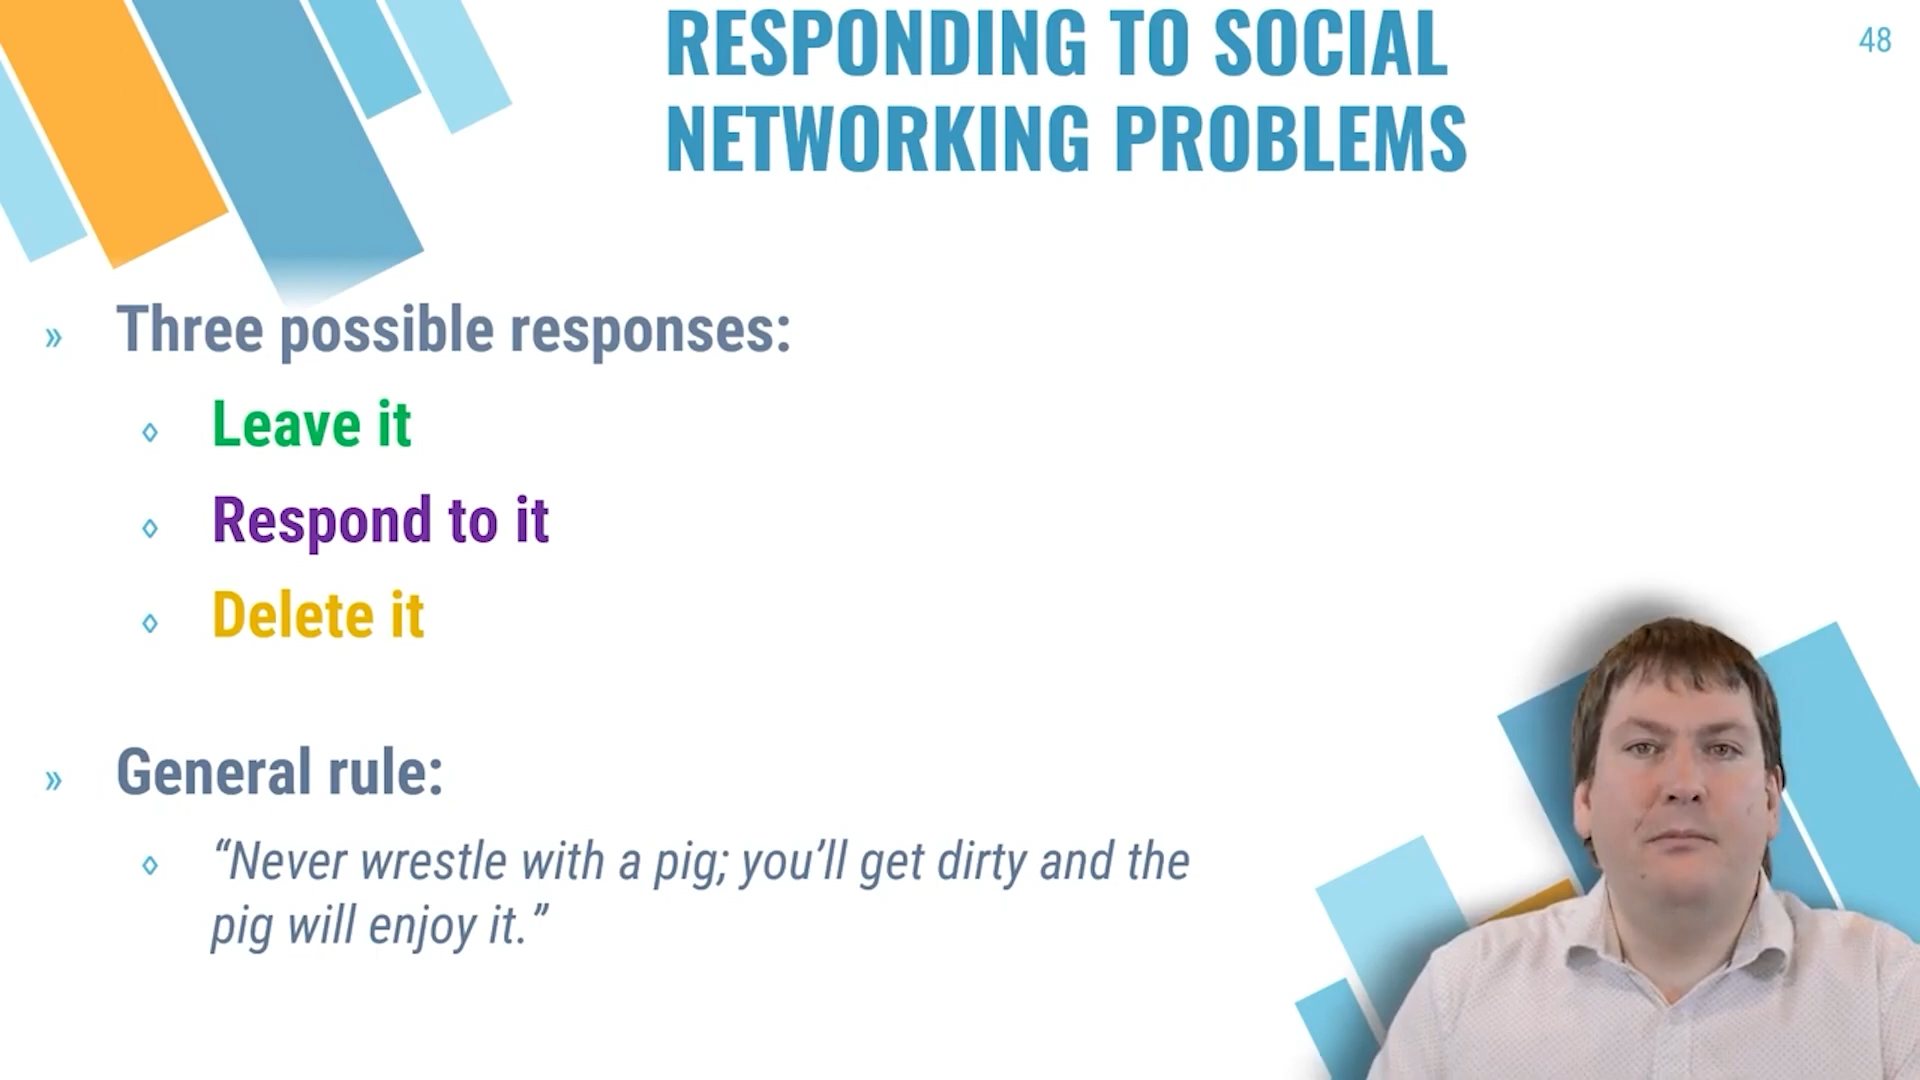 RESPONDING TO SOCIAL
NETWORKING PROBLEMS
48
» Three possible responses:
◊ Leave it
◊ Respond to it
◊ Delete it
» General rule:
◊ “Never wrestle with a pig; you’ll get dirty and the
pig will enjoy it.”